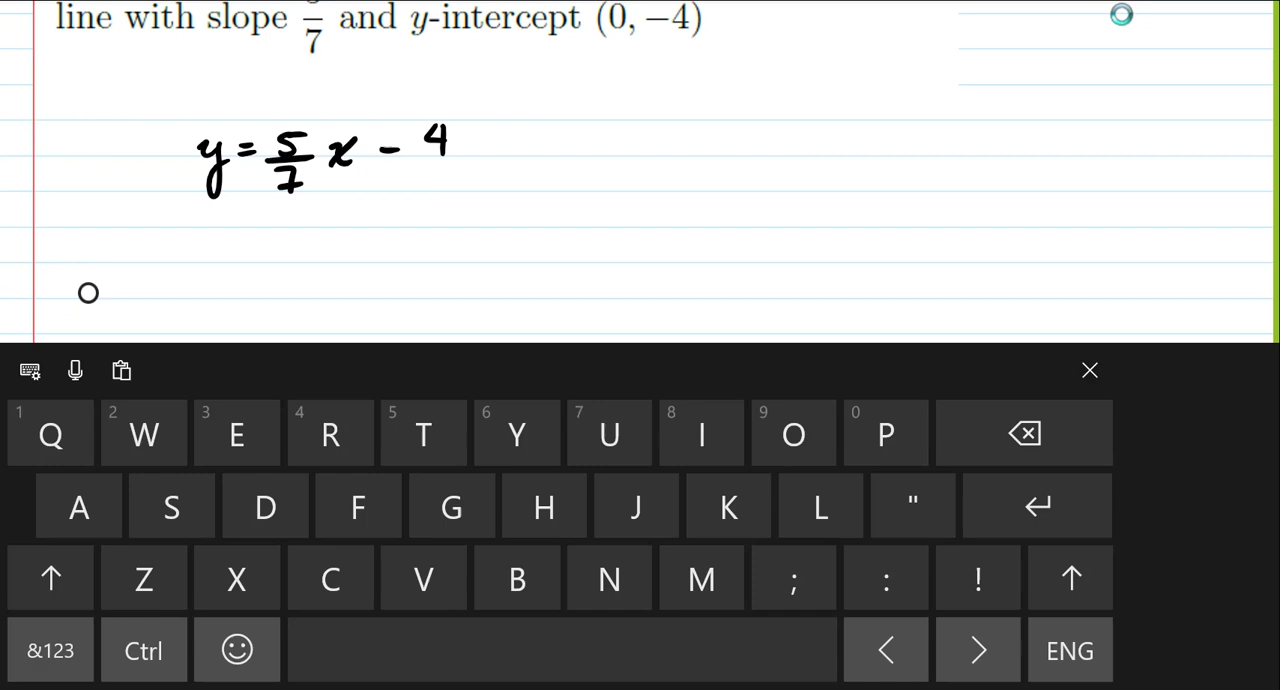 line with slope /7 and y-intercept (0, −4)
y = 5/7 x - 4
1 Q 2 W 3 E 4 R 5 T 6 Y 7 U 8 I 9 O 0 P
A S D F G H J K L "
Z X C V B N M ; : !
&123 Ctrl ENG